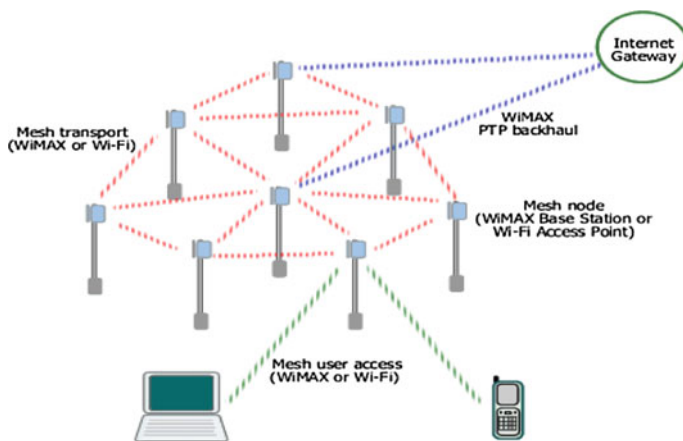 Internet
Gateway
WiMAX
PTP backhaul
Mesh transport
(WiMAX or Wi-Fi)
Mesh node
(WiMAX Base Station or
Wi-Fi Access Point)
Mesh user access
(WiMAX or Wi-Fi)